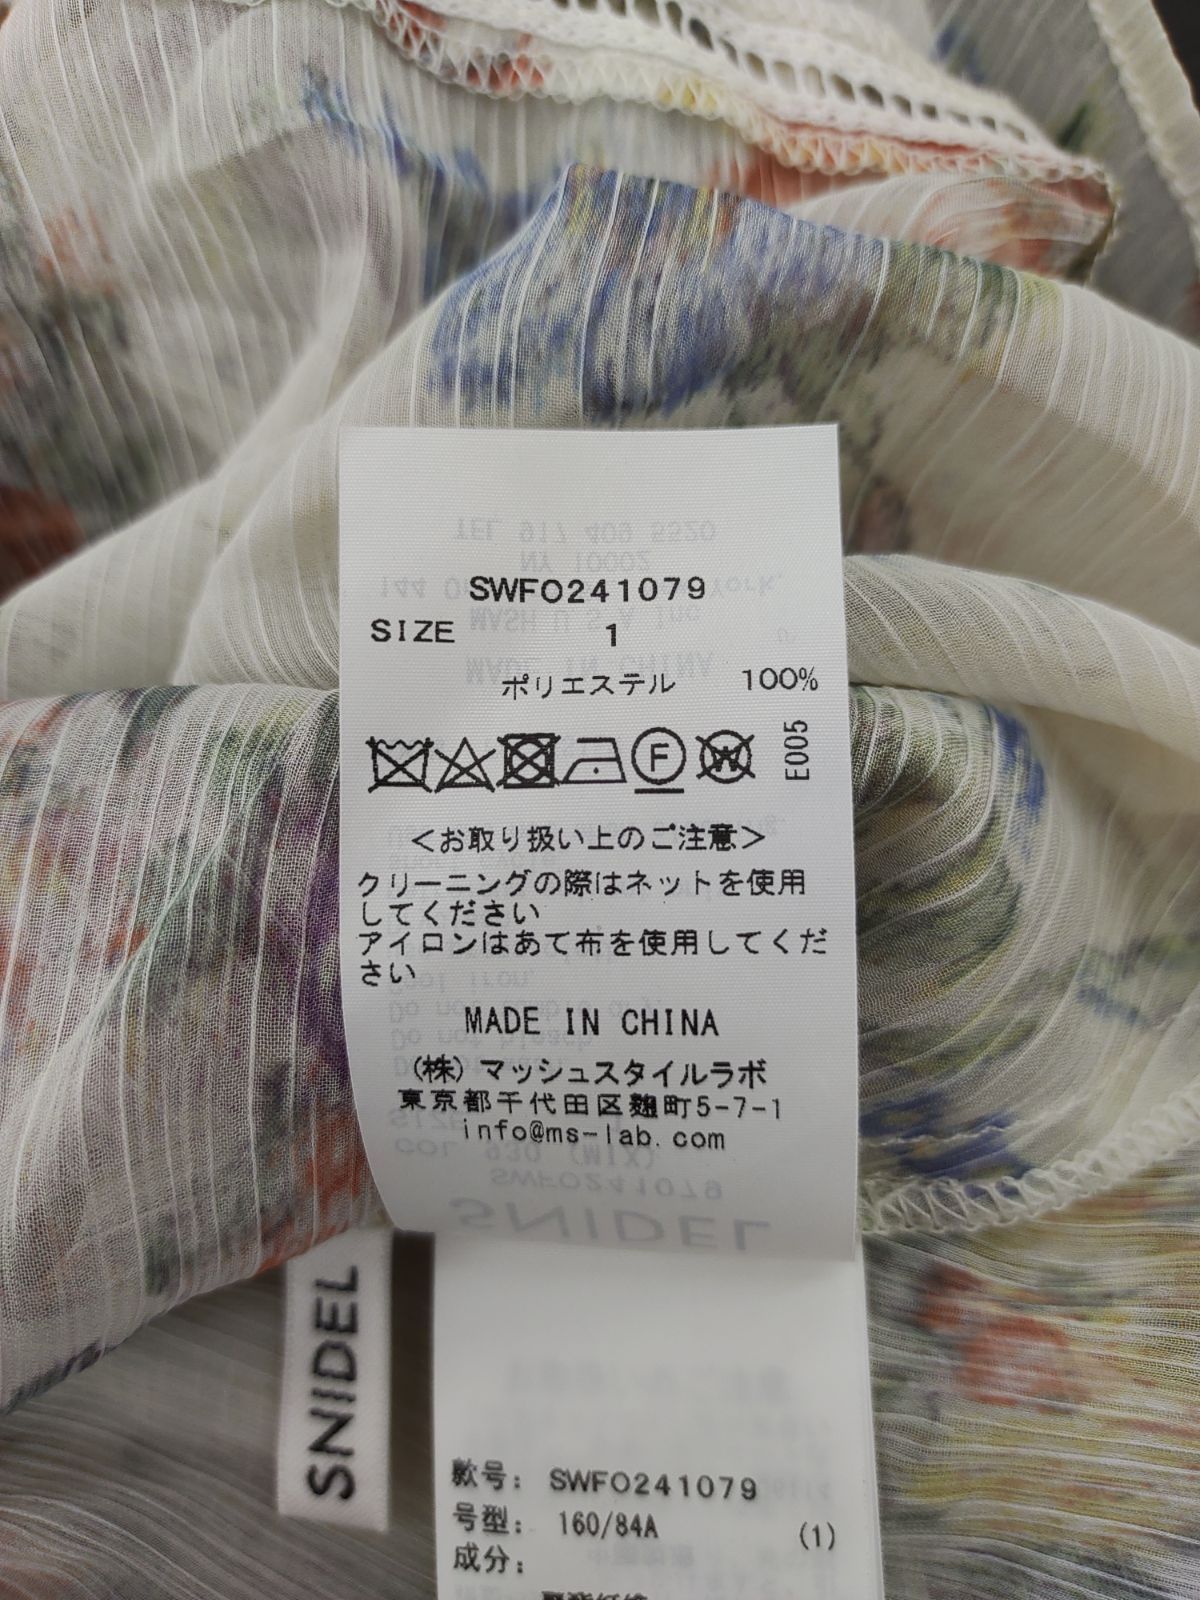 SWFO241079
SIZE 1
ポリエステル 100%
F
W
E005
＜お取り扱い上のご注意＞
クリーニングの際はネットを使用
してください
アイロンはあて布を使用してくだ
さい
MADE IN CHINA
（株）マッシュスタイルラボ
東京都千代田区麹町5-7-1
info@ms-lab.com
SNIDEL
款号： SWFO241079
号型： 160/84A (1)
成分：